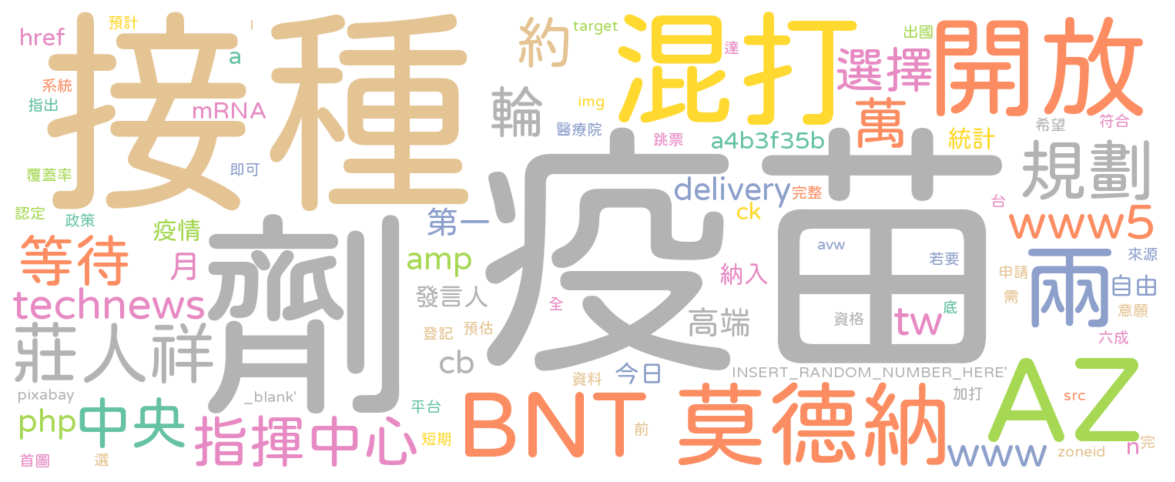 接種
疫苗
劑
混打
開放
AZ
BNT
莫德納
兩
萬
選擇
約
輪
規劃
www5
等待
technews
莊人祥
中央
指揮中心
php
月
疫情
第一
amp
發言人
cb
delivery
a4b3f35b
統計
ck
納入
高端
tw
www
自由
今日
mRNA
href
a
預計
l
系統
指出
覆蓋率
即可
認定
政策
target
img
達
出國
醫療院
跳票
希望
符合
完整
台
avw
若要
來源
申請
需
底
意願
資格
六成
全
登記
預估
INSERT_RANDOM_NUMBER_HERE'
資料
加打
src
pixabay
_blank'
平台
短期
前
首圖
選
zoneid
n
完